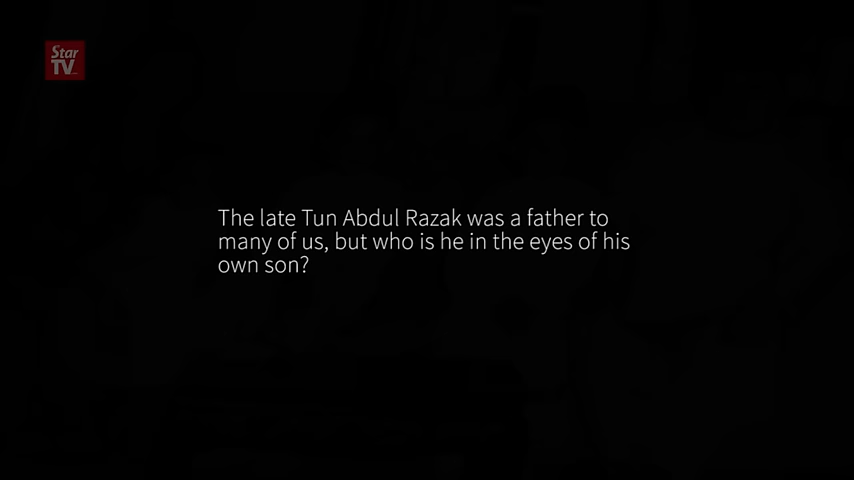 Star
TV
The late Tun Abdul Razak was a father to
many of us, but who is he in the eyes of his
own son?